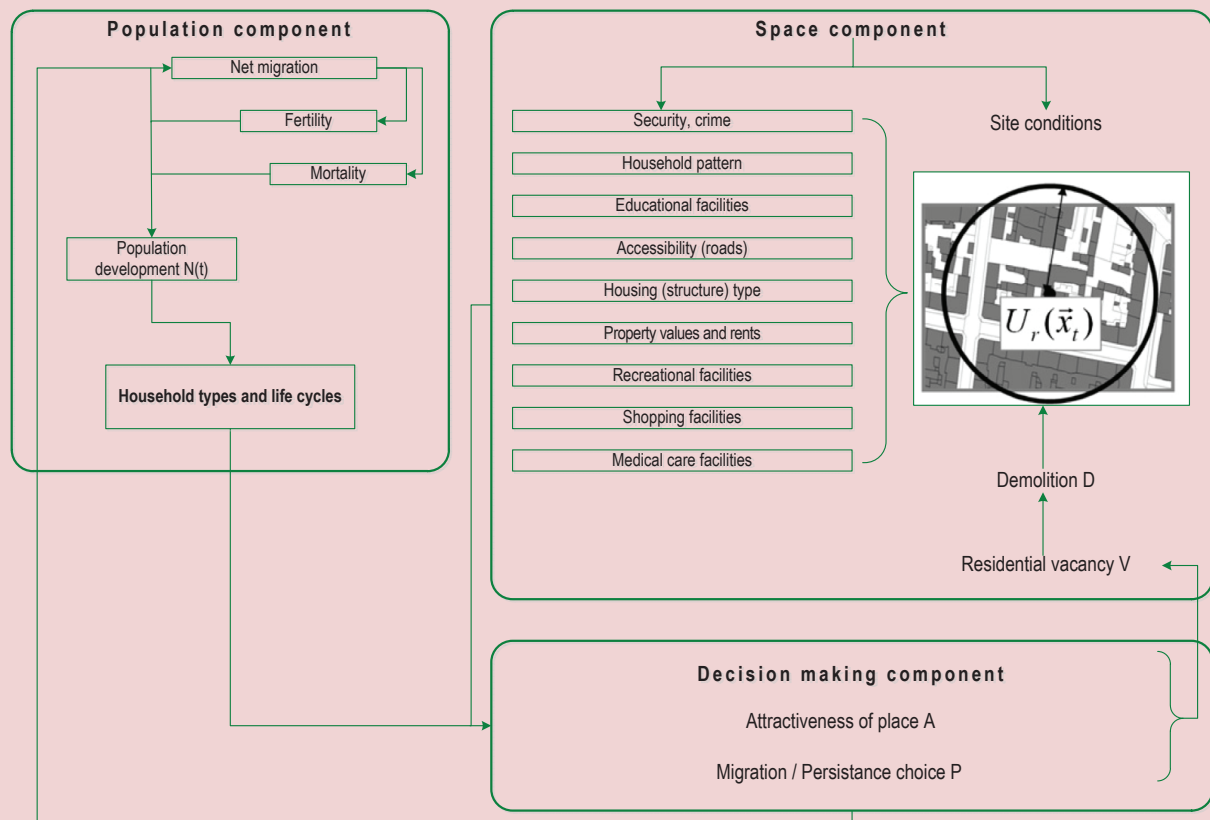 Population component
Net migration
Fertility
Mortality
Population
development N(t)
Household types and life cycles
Space component
Security, crime
Household pattern
Educational facilities
Accessibility (roads)
Housing (structure) type
Property values and rents
Recreational facilities
Shopping facilities
Medical care facilities
Site conditions
U_r(x⃗_t)
Demolition D
Residential vacancy V
Decision making component
Attractiveness of place A
Migration / Persistance choice P